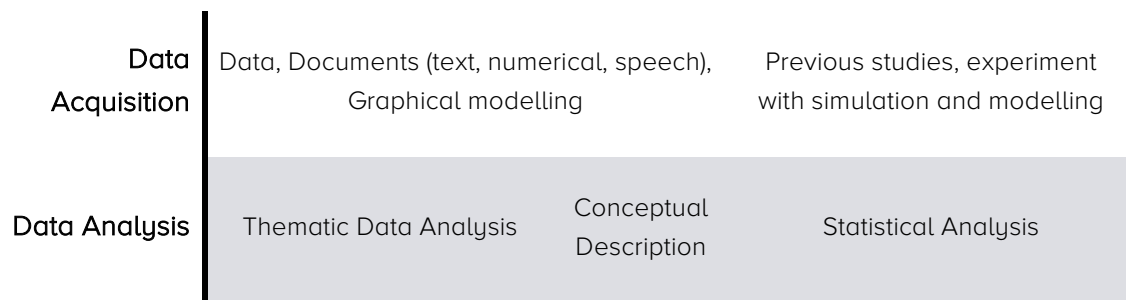 Data
Acquisition
Data, Documents (text, numerical, speech),
Graphical modelling
Previous studies, experiment
with simulation and modelling
Data Analysis
Thematic Data Analysis
Conceptual
Description
Statistical Analysis